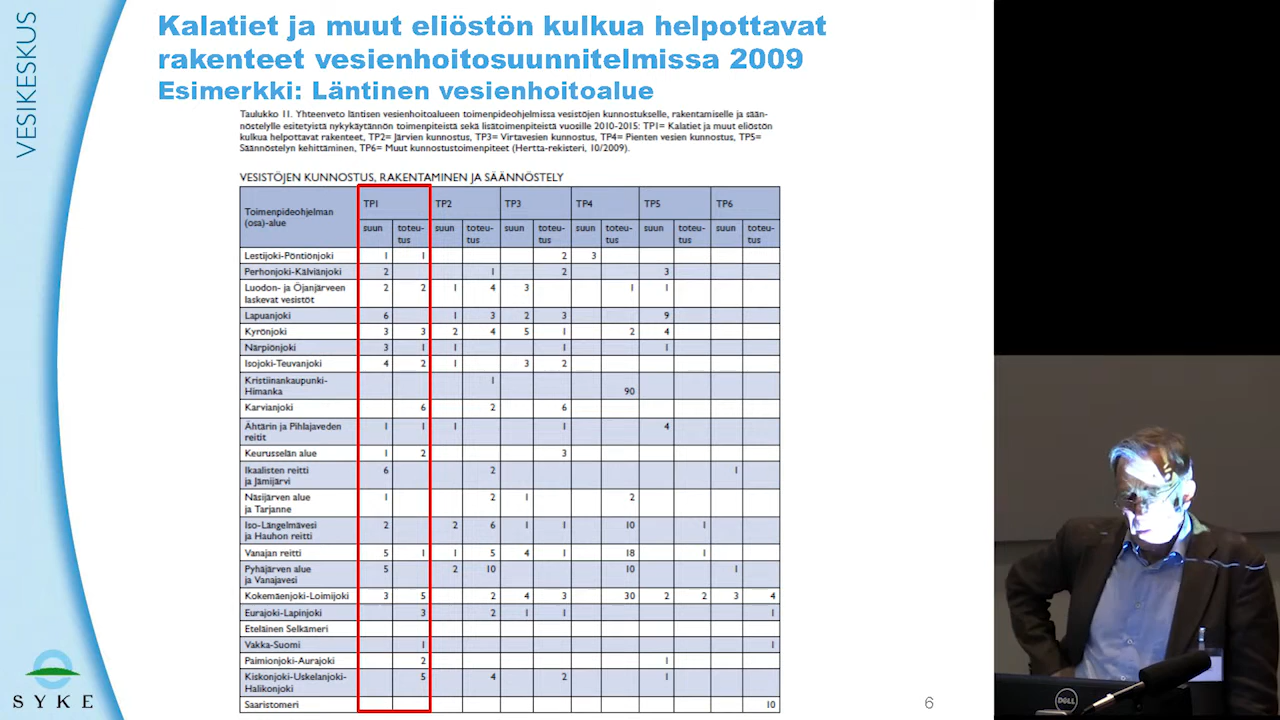 VESIKESKUS
Kalatiet ja muut eliöstön kulkua helpottavat
rakenteet vesienhoitosuunnitelmissa 2009
Esimerkki: Läntinen vesienhoitoalue
Taulukko 11. Yhteenveto läntisen vesienhoitoalueen toimenpideohjelmissa vesistöjen kunnostukselle, rakentamiselle ja sään-
nöstelylle esitetyistä nykykäytännön toimenpiteistä sekä lisätoimenpiteistä vuosille 2010-2015: TP1= Kalatiet ja muut eliöstön
kulkua helpottavat rakenteet, TP2= Järvien kunnostus, TP3= Virtavesien kunnostus, TP4= Pienten vesien kunnostus, TP5=
Säännöstelyn kehittäminen, TP6= Muut kunnostustoimenpiteet (Hertta-rekisteri, 10/2009).
VESISTÖJEN KUNNOSTUS, RAKENTAMINEN JA SÄÄNNÖSTELY
Toimenpideohjelman (osa)-alue TP1 TP2 TP3 TP4 TP5 TP6
suun toteu-tus suun toteu-tus suun toteu-tus suun toteu-tus suun toteu-tus suun toteu-tus
Lestijoki-Pöntiönjoki 1 1 2 3
Perhonjoki-Kälviänjoki 2 1 2 3
Luodon- ja Öjanjärveen
laskevat vesistöt 2 2 1 4 3 1 1
Lapuanjoki 6 1 3 2 3 9
Kyrönjoki 3 3 2 4 5 1 2 4
Närpiönjoki 3 1 1 1 1
Isojoki-Teuvanjoki 4 2 1 3 2
Kristiinankaupunki-
Himanka 1 90
Karvianjoki 6 2 6
Ähtärin ja Pihlajaveden
reitit 1 1 1 1 4
Keurusselän alue 1 2 3
Ikaalisten reitti
ja Jämijärvi 6 2 1
Näsijärven alue
ja Tarjanne 1 2 1 2
Iso-Längelmävesi
ja Hauhon reitti 2 2 6 1 1 10 1
Vanajan reitti 5 1 1 5 4 1 18 1
Pyhäjärven alue
ja Vanajavesi 5 2 10 10 1
Kokemäenjoki-Loimijoki 3 5 2 4 3 30 2 2 3 4
Eurajoki-Lapinjoki 3 2 1 1 1
Eteläinen Selkämeri
Vakka-Suomi 1 1
Paimionjoki-Aurajoki 2 1
Kiskonjoki-Uskelanjoki-
Halikonjoki 5 4 2 1
Saaristomeri 10
SYKE
6
DELL